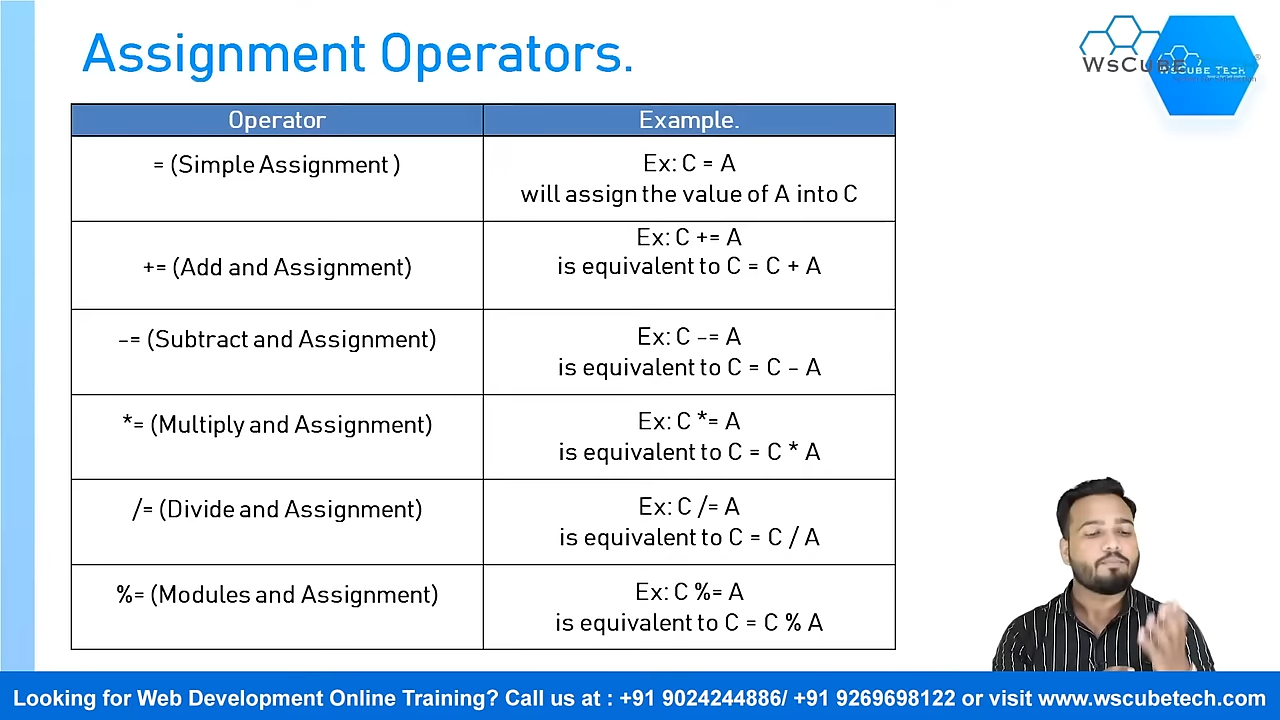 Assignment Operators.
WsCUBE
WSCUBE TECH
Operator
Example.
= (Simple Assignment )
Ex: C = A
will assign the value of A into C
+= (Add and Assignment)
Ex: C += A
is equivalent to C = C + A
-= (Subtract and Assignment)
Ex: C -= A
is equivalent to C = C - A
*= (Multiply and Assignment)
Ex: C *= A
is equivalent to C = C * A
/= (Divide and Assignment)
Ex: C /= A
is equivalent to C = C / A
%= (Modules and Assignment)
Ex: C %= A
is equivalent to C = C % A
Looking for Web Development Online Training? Call us at : +91 9024244886/ +91 9269698122 or visit www.wscubetech.com